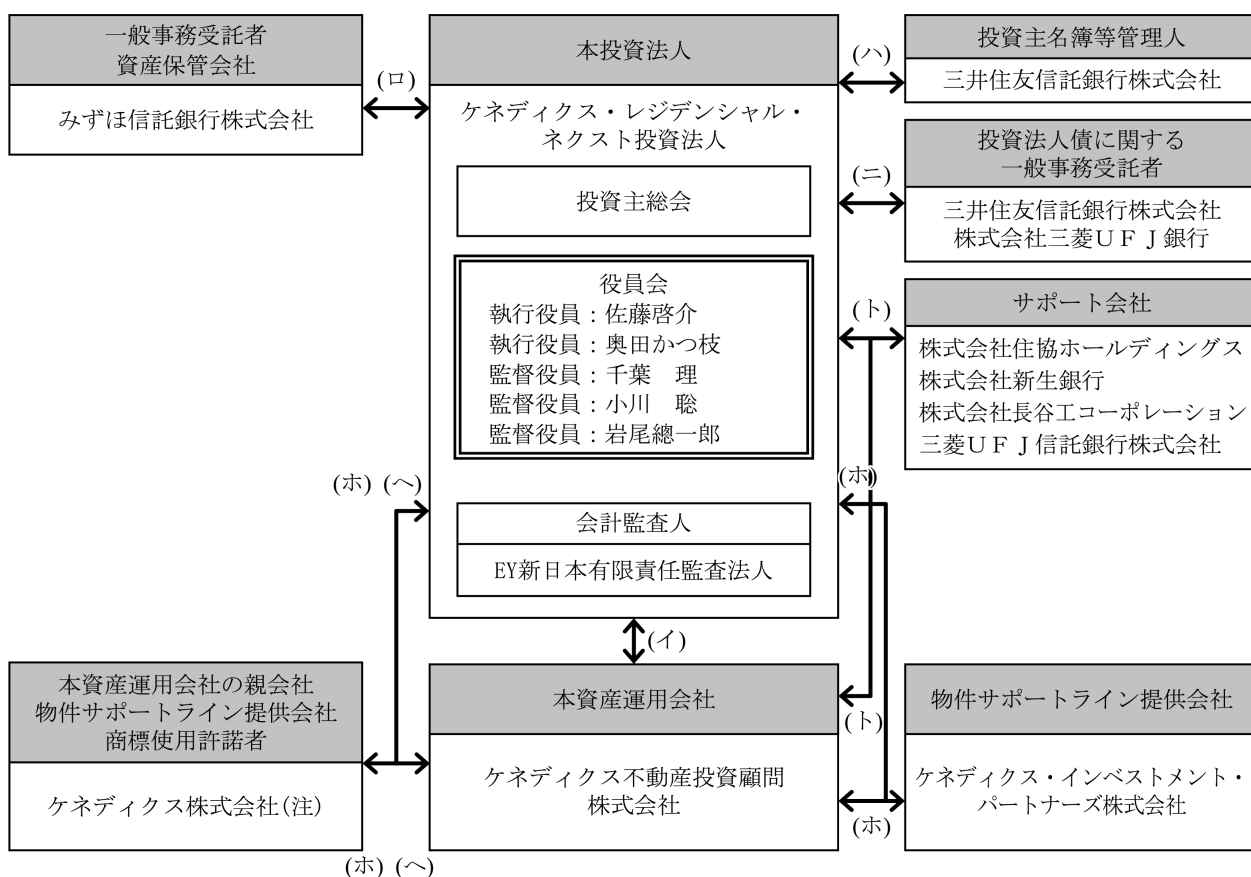 一般事務受託者
資産保管会社
みずほ信託銀行株式会社
(ロ)
本投資法人
ケネディクス・レジデンシャル・
ネクスト投資法人
投資主総会
役員会
執行役員：佐藤啓介
執行役員：奥田かつ枝
監督役員：千葉　理
監督役員：小川　聡
監督役員：岩尾總一郎
会計監査人
EY新日本有限責任監査法人
(ハ)
投資主名簿等管理人
三井住友信託銀行株式会社
(ニ)
投資法人債に関する
一般事務受託者
三井住友信託銀行株式会社
株式会社三菱ＵＦＪ銀行
(ト)
サポート会社
株式会社住協ホールディングス
株式会社新生銀行
株式会社長谷工コーポレーション
三菱ＵＦＪ信託銀行株式会社
(ホ) (ヘ)
(ホ)
(イ)
本資産運用会社の親会社
物件サポートライン提供会社
商標使用許諾者
ケネディクス株式会社(注)
(ホ) (ヘ)
本資産運用会社
ケネディクス不動産投資顧問
株式会社
(ト)
(ホ)
物件サポートライン提供会社
ケネディクス・インベストメント・
パートナーズ株式会社